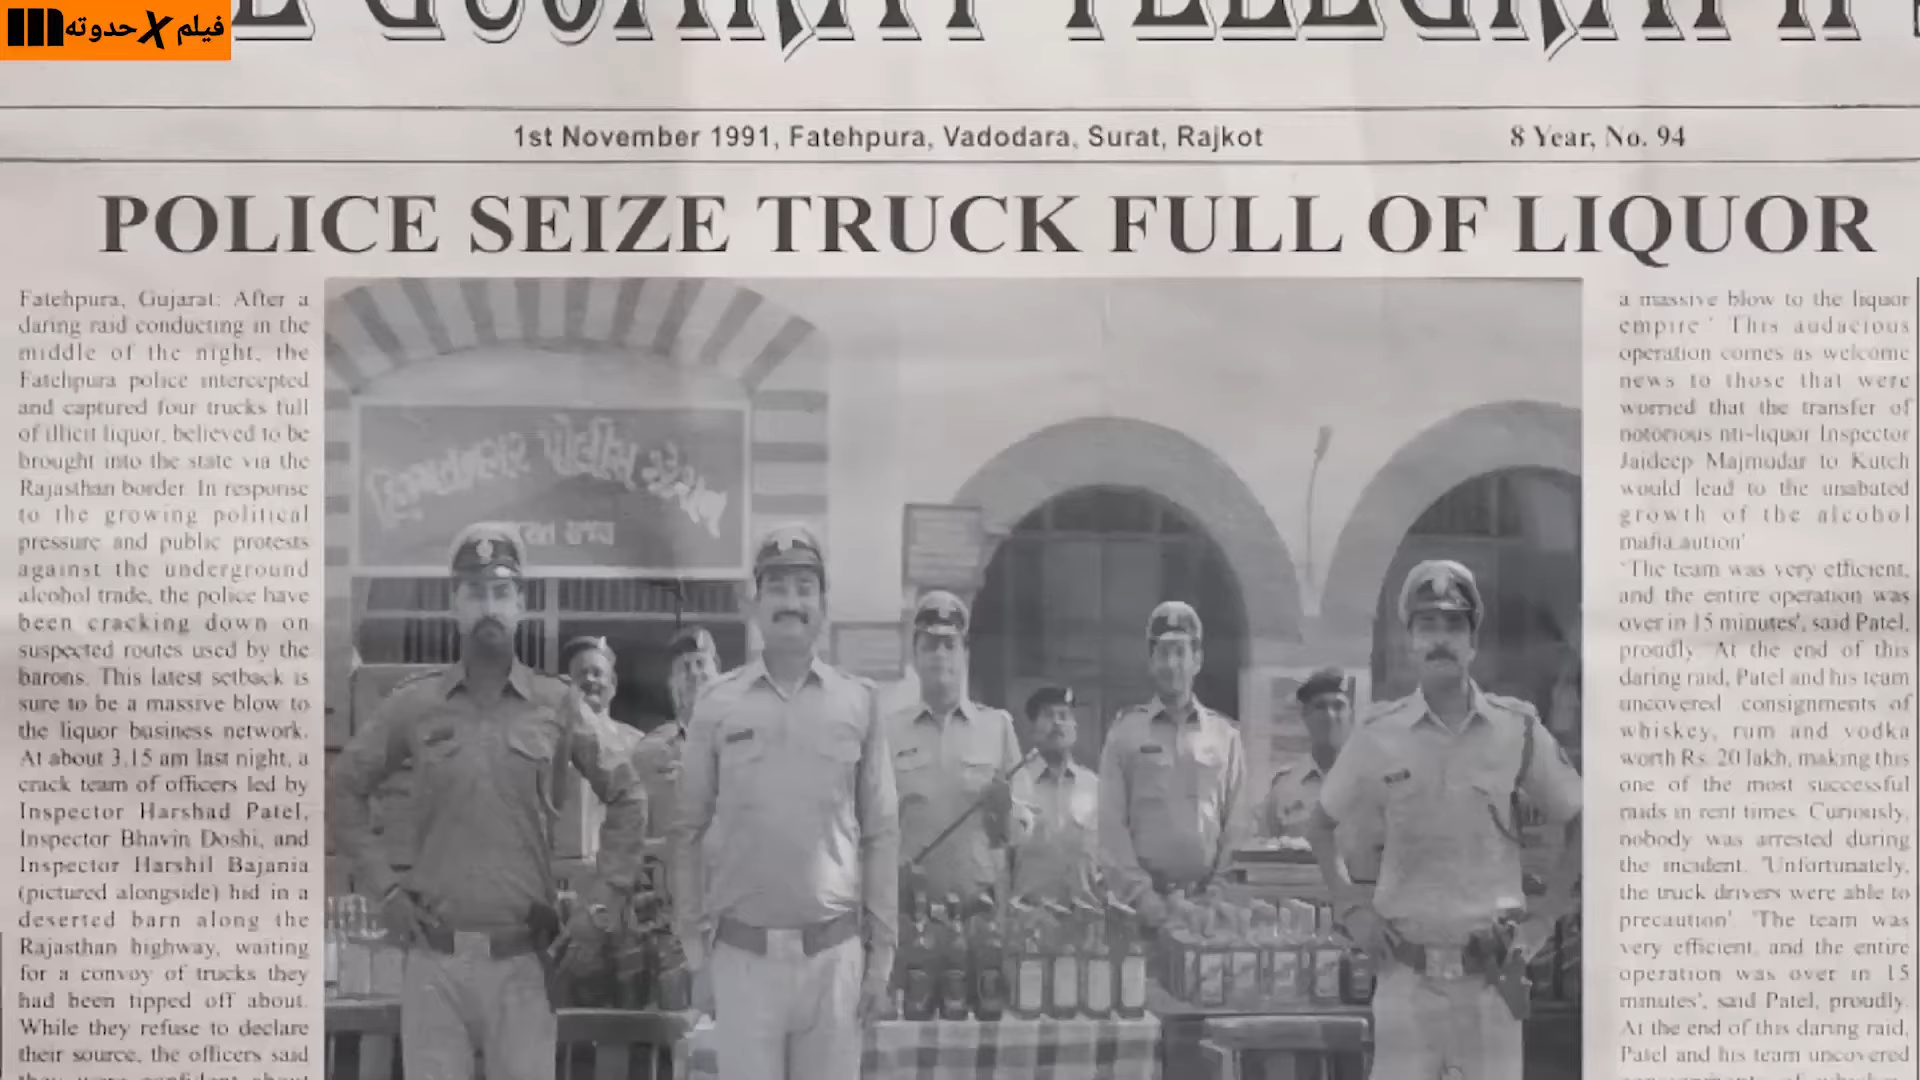 فيلم X حدوته
GUJARAT TELEGRAPH
1st November 1991, Fatehpura, Vadodara, Surat, Rajkot
8 Year, No. 94
POLICE SEIZE TRUCK FULL OF LIQUOR
Fatehpura, Gujarat: After a
daring raid conducting in the
middle of the night, the
Fatehpura police intercepted
and captured four trucks full
of illicit liquor, believed to be
brought into the state via the
Rajasthan border. In response
to the growing political
pressure and public protests
against the underground
alcohol trade, the police have
been cracking down on
suspected routes used by the
barons. This latest setback is
sure to be a massive blow to
the liquor business network.
At about 3.15 am last night, a
crack team of officers led by
Inspector Harshad Patel,
Inspector Bhavin Doshi, and
Inspector Harshil Bajania
(pictured alongside) hid in a
deserted barn along the
Rajasthan highway, waiting
for a convoy of trucks they
had been tipped off about.
While they refuse to declare
their source, the officers said
they were confident about
હિંમતનગર પોલીસ સ્ટેશન
રાજ્ય
a massive blow to the liquor
empire.' This audacious
operation comes as welcome
news to those that were
worried that the transfer of
notorious nti-liquor Inspector
Jaideep Majmudar to Kutch
would lead to the unabated
growth of the alcohol
mafia.aution'
'The team was very efficient,
and the entire operation was
over in 15 minutes', said Patel,
proudly. At the end of this
daring raid, Patel and his team
uncovered consignments of
whiskey, rum and vodka
worth Rs. 20 lakh, making this
one of the most successful
raids in rent times. Curiously,
nobody was arrested during
the incident. 'Unfortunately,
the truck drivers were able to
precaution'. 'The team was
very efficient, and the entire
operation was over in 15
minutes', said Patel, proudly.
At the end of this daring raid,
Patel and his team uncovered
consignments of whiskey,